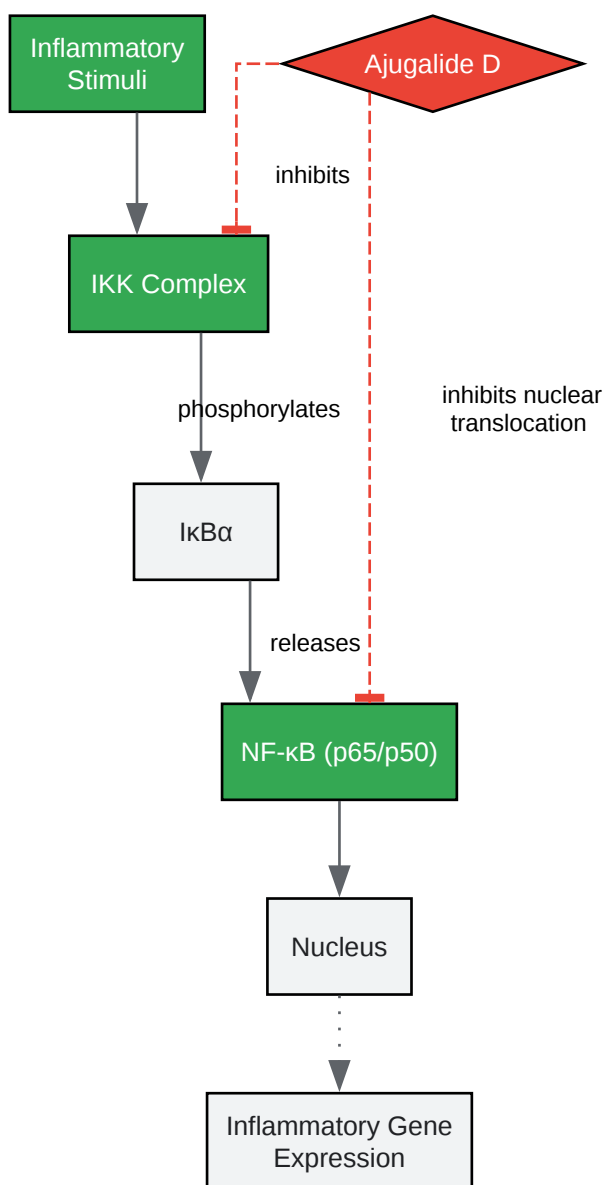 Inflammatory
Stimuli
Ajugalide D
inhibits
IKK Complex
phosphorylates
inhibits nuclear
translocation
IκBα
releases
NF-κB (p65/p50)
Nucleus
Inflammatory Gene
Expression